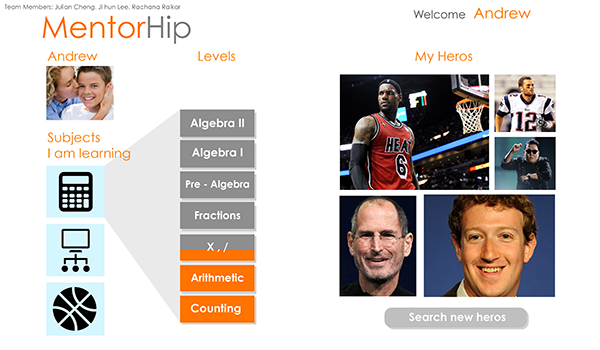 Team Members: Julian Cheng, Ji hun Lee, Rachana Raikar
MentorHip
Welcome Andrew
Andrew
Levels
My Heros
Subjects
I am learning
Algebra II
Algebra I
Pre - Algebra
Fractions
X , /
Arithmetic
Counting
HEAT
6
12
Search new heros